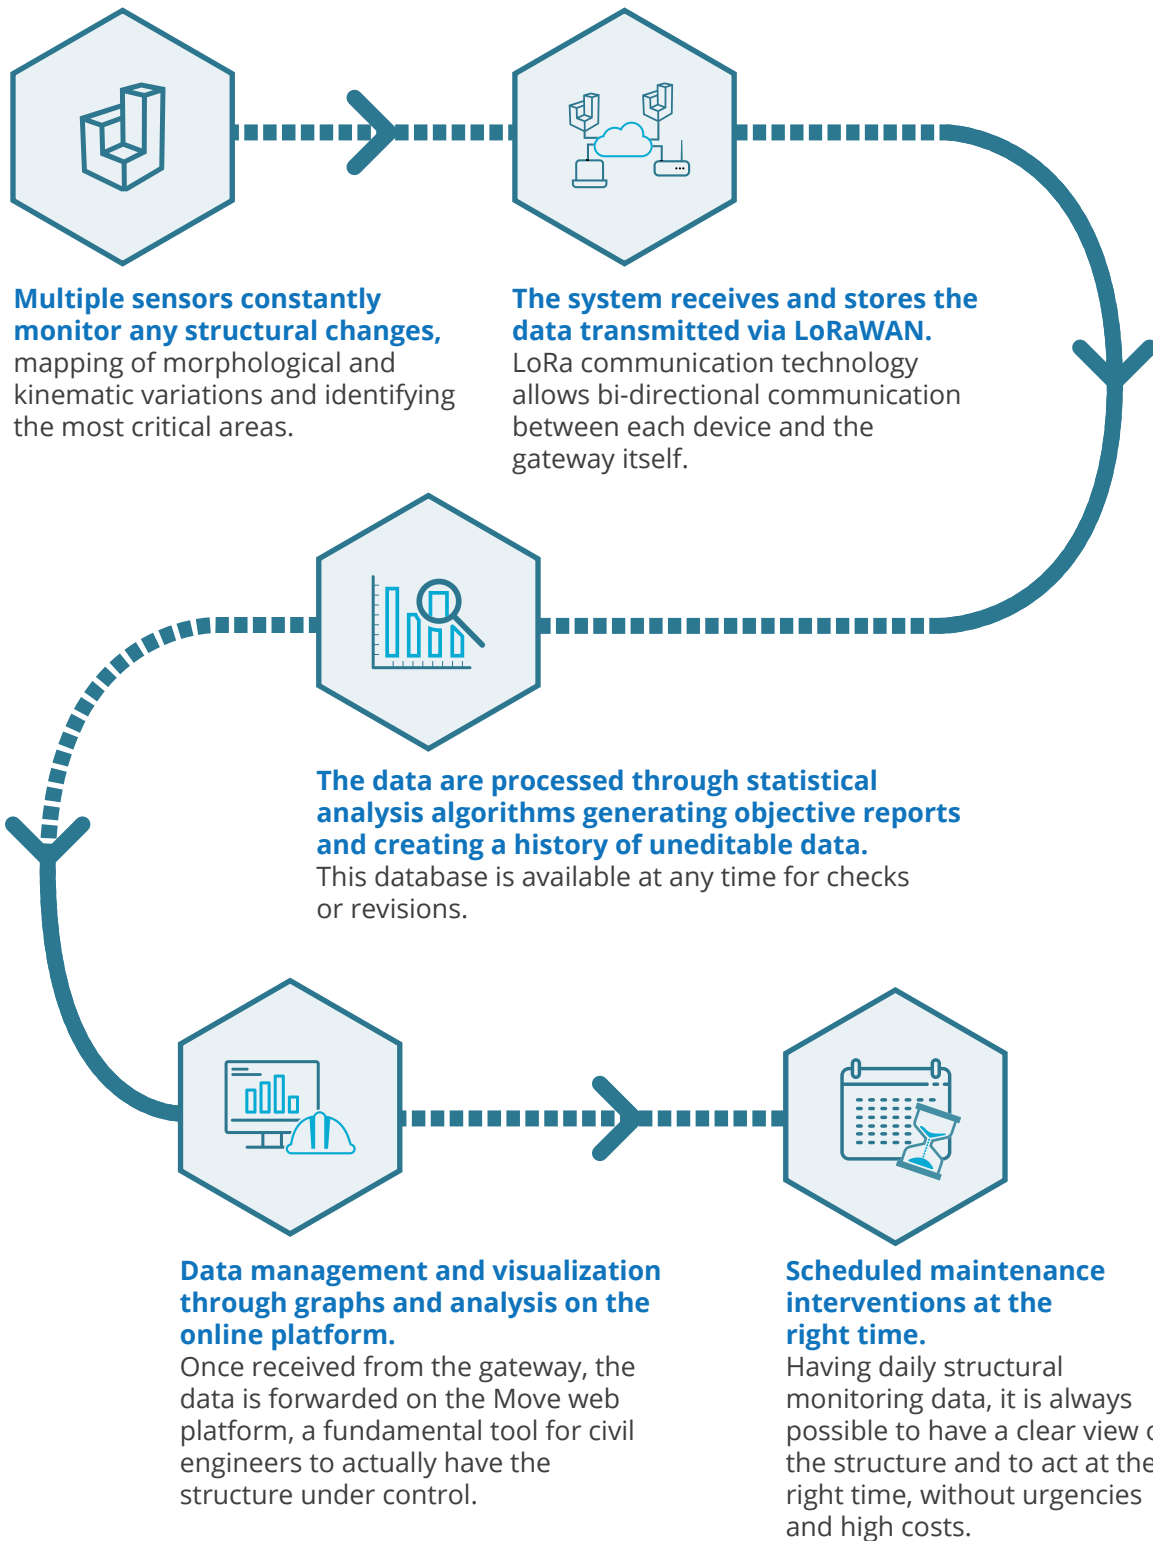 Multiple sensors constantly
monitor any structural changes,
mapping of morphological and
kinematic variations and identifying
the most critical areas.
The system receives and stores the
data transmitted via LoRaWAN.
LoRa communication technology
allows bi-directional communication
between each device and the
gateway itself.
The data are processed through statistical
analysis algorithms generating objective reports
and creating a history of uneditable data.
This database is available at any time for checks
or revisions.
Data management and visualization
through graphs and analysis on the
online platform.
Once received from the gateway, the
data is forwarded on the Move web
platform, a fundamental tool for civil
engineers to actually have the
structure under control.
Scheduled maintenance
interventions at the
right time.
Having daily structural
monitoring data, it is always
possible to have a clear view
the structure and to act at the
right time, without urgencies
and high costs.